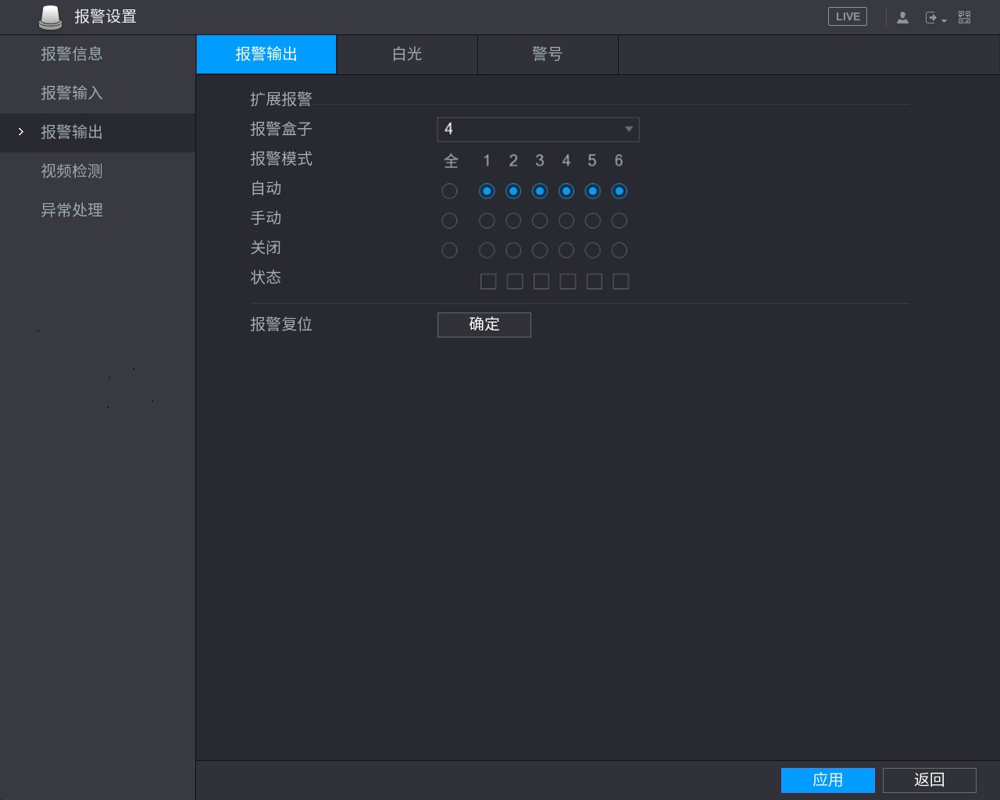 报警设置
LIVE
报警信息
报警输入
报警输出
视频检测
异常处理
报警输出 白光 警号
扩展报警
报警盒子 4
报警模式 全 1 2 3 4 5 6
自动
手动
关闭
状态
报警复位 确定
应用 返回